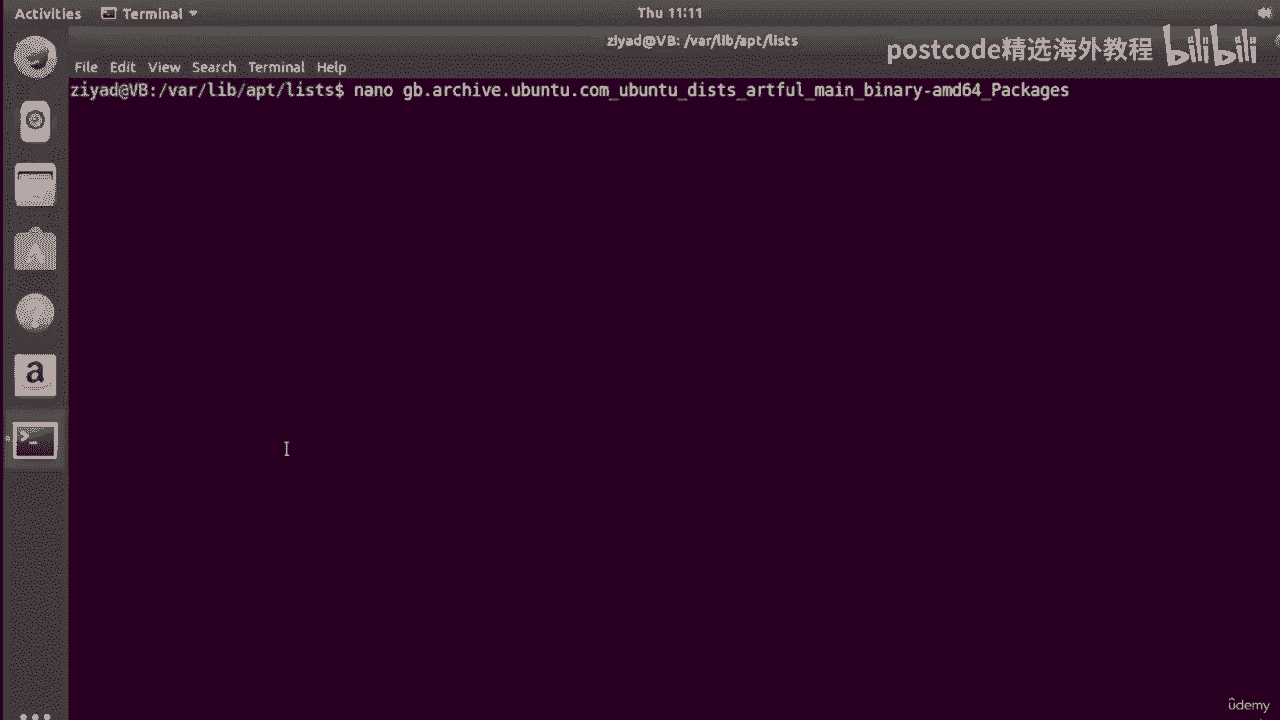 Activities Terminal Thu 11:11
ziyad@VB: /var/lib/apt/lists
postcode精选海外教程 bilibili
File Edit View Search Terminal Help
ziyad@VB:/var/lib/apt/lists$ nano gb.archive.ubuntu.com_ubuntu_dists_artful_main_binary-amd64_Packages
a
>_
ûdemy